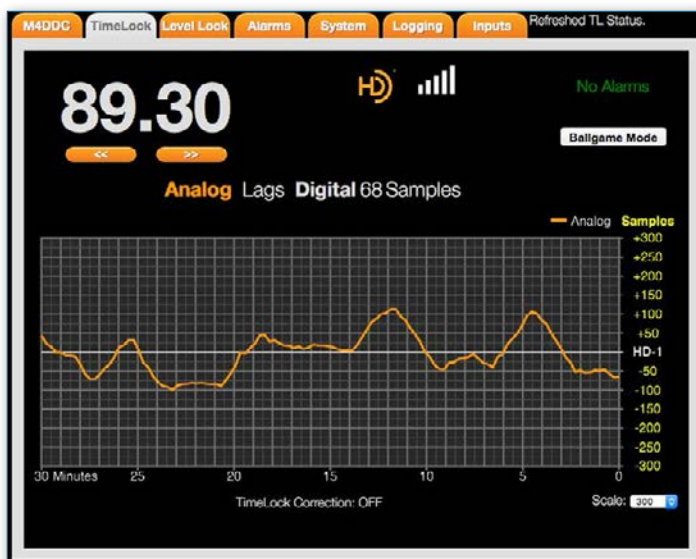 M4DDC TimeLock Level Lock Alarms System Logging Inputs Refreshed TL Status.
89.30
HD
No Alarms
<< >>
Ballgame Mode
Analog Lags Digital 68 Samples
Analog Samples
+300
+250
+200
+150
+100
+50
HD-1
-50
-100
-150
-200
-250
-300
30 Minutes 25 20 15 10 5 0
TimeLock Correction: OFF
Scale: 300